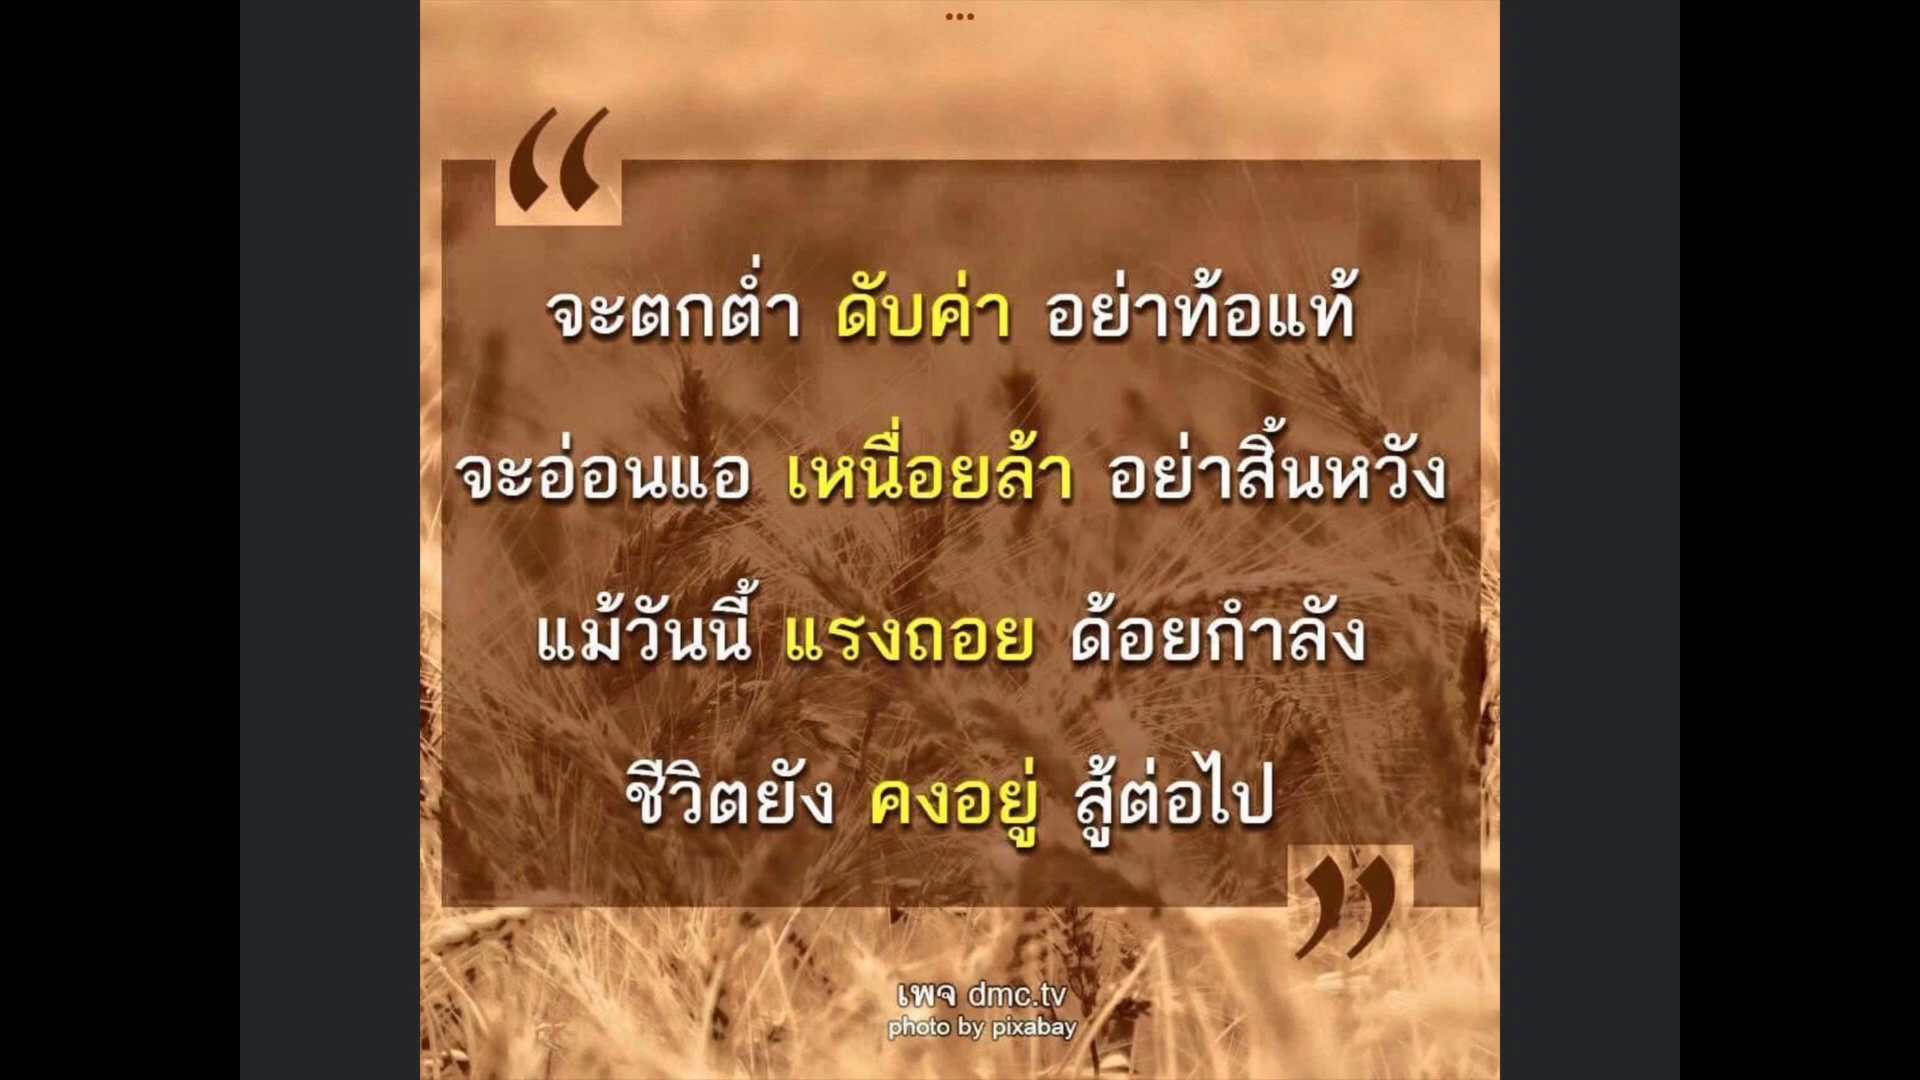 “
จะตกต่ำ ดับค่า อย่าท้อแท้
จะอ่อนแอ เหนื่อยล้า อย่าสิ้นหวัง
แม้วันนี้ แรงถอย ด้อยกำลัง
ชีวิตยัง คงอยู่ สู้ต่อไป
”
เพจ dmc.tv
photo by pixabay